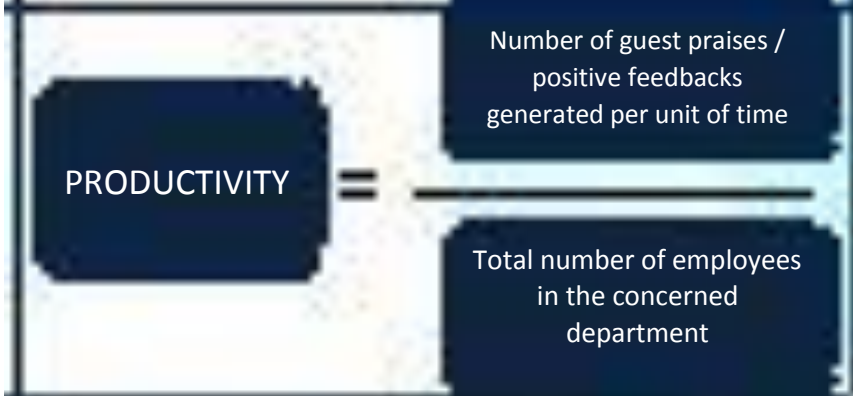 Number of guest praises /
positive feedbacks
generated per unit of time
PRODUCTIVITY =
Total number of employees
in the concerned
department